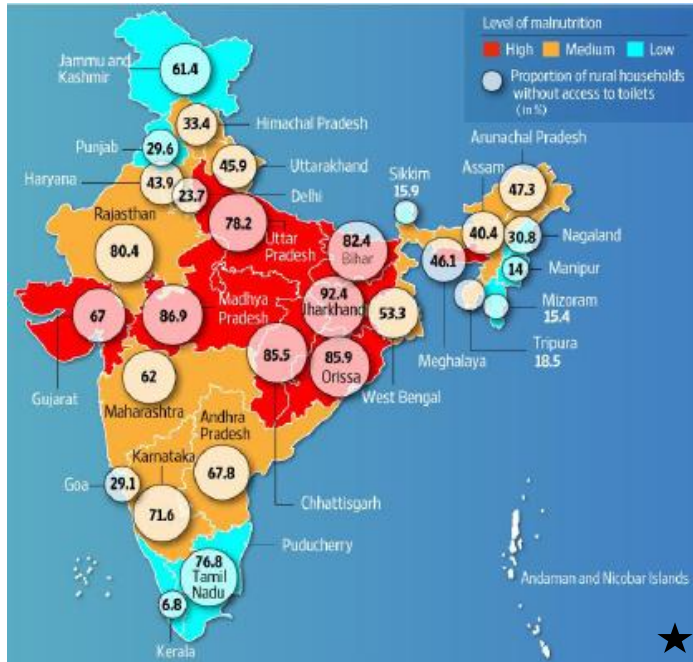 Level of malnutrition
High
Medium
Low
Proportion of rural households
without access to toilets
(in %)
Jammu and
Kashmir
61.4
33.4
Himachal Pradesh
Punjab
29.6
Arunachal Pradesh
Haryana
43.9
45.9
Uttarakhand
Sikkim
15.9
Assam
47.3
23.7
Delhi
Rajasthan
80.4
78.2
Uttar
Pradesh
82.4
Bihar
40.4
30.8
Nagaland
46.1
14
Manipur
67
86.9
Madhya
Pradesh
92.4
Jharkhand
53.3
Mizoram
15.4
Tripura
18.5
Meghalaya
85.5
85.9
Orissa
West Bengal
Gujarat
62
Maharashtra
Andhra
Pradesh
Karnataka
67.8
Goa
29.1
71.6
Chhattisgarh
Puducherry
76.8
Tamil
Nadu
Andaman and Nicobar Islands
6.8
Kerala